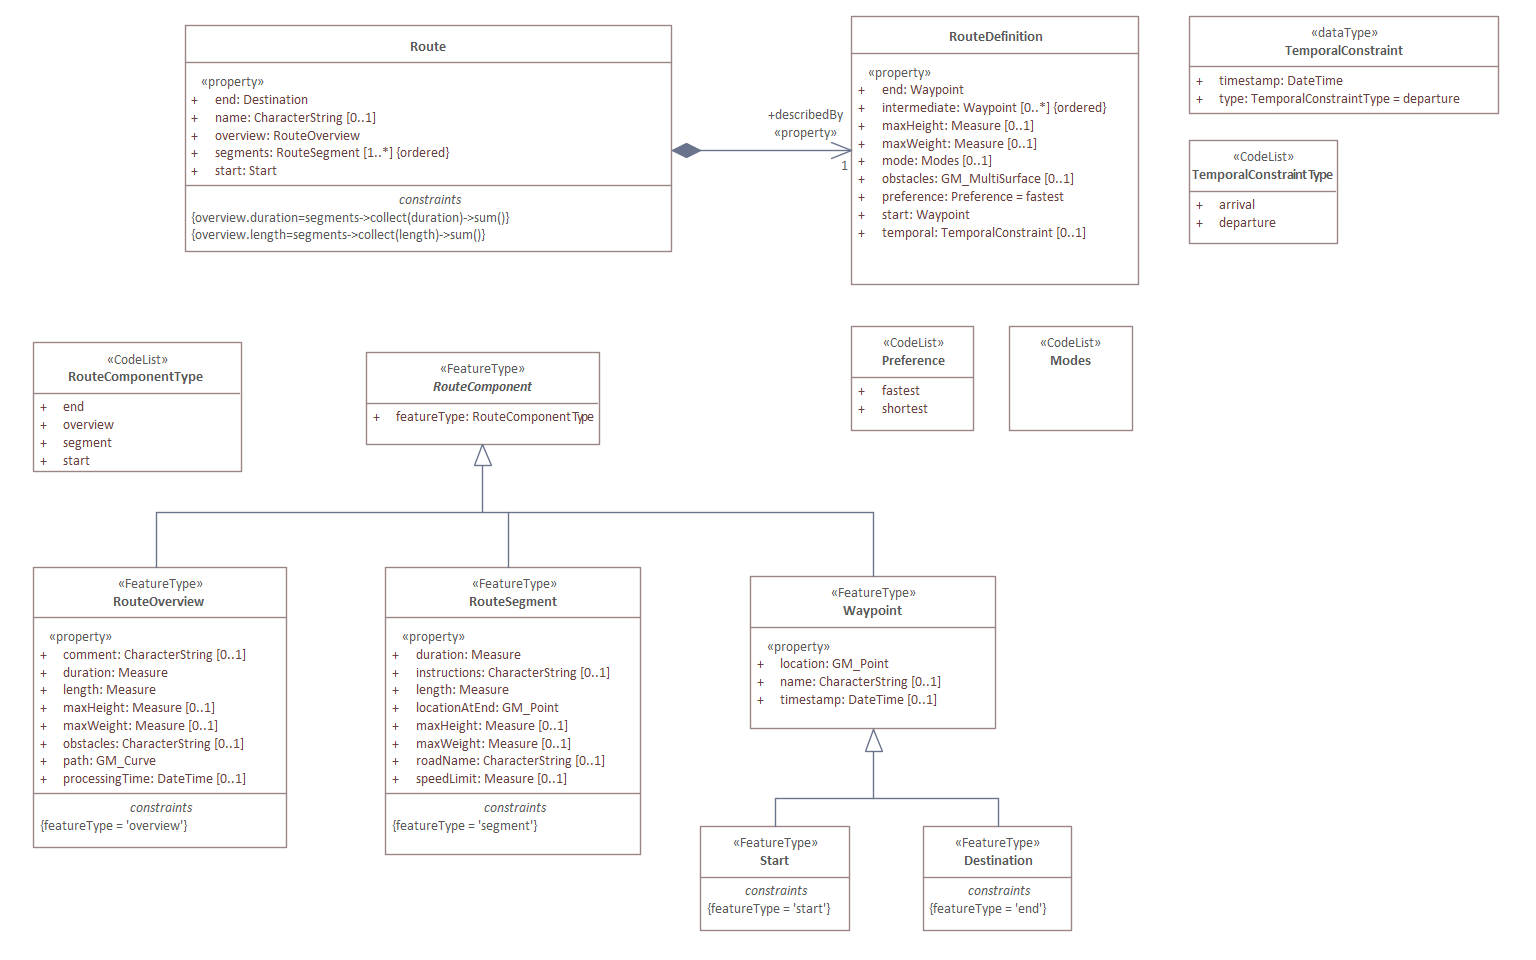 Route
«property»
+ end: Destination
+ name: CharacterString [0..1]
+ overview: RouteOverview
+ segments: RouteSegment [1..*] {ordered}
+ start: Start
constraints
{overview.duration=segments->collect(duration)->sum()}
{overview.length=segments->collect(length)->sum()}
+describedBy
«property»
1
RouteDefinition
«property»
+ end: Waypoint
+ intermediate: Waypoint [0..*] {ordered}
+ maxHeight: Measure [0..1]
+ maxWeight: Measure [0..1]
+ mode: Modes [0..1]
+ obstacles: GM_MultiSurface [0..1]
+ preference: Preference = fastest
+ start: Waypoint
+ temporal: TemporalConstraint [0..1]
«dataType»
TemporalConstraint
+ timestamp: DateTime
+ type: TemporalConstraintType = departure
«CodeList»
TemporalConstraintType
+ arrival
+ departure
«CodeList»
RouteComponentType
+ end
+ overview
+ segment
+ start
«FeatureType»
RouteComponent
+ featureType: RouteComponentType
«CodeList»
Preference
+ fastest
+ shortest
«CodeList»
Modes
«FeatureType»
RouteOverview
«property»
+ comment: CharacterString [0..1]
+ duration: Measure
+ length: Measure
+ maxHeight: Measure [0..1]
+ maxWeight: Measure [0..1]
+ obstacles: CharacterString [0..1]
+ path: GM_Curve
+ processingTime: DateTime [0..1]
constraints
{featureType = 'overview'}
«FeatureType»
RouteSegment
«property»
+ duration: Measure
+ instructions: CharacterString [0..1]
+ length: Measure
+ locationAtEnd: GM_Point
+ maxHeight: Measure [0..1]
+ maxWeight: Measure [0..1]
+ roadName: CharacterString [0..1]
+ speedLimit: Measure [0..1]
constraints
{featureType = 'segment'}
«FeatureType»
Waypoint
«property»
+ location: GM_Point
+ name: CharacterString [0..1]
+ timestamp: DateTime [0..1]
«FeatureType»
Start
constraints
{featureType = 'start'}
«FeatureType»
Destination
constraints
{featureType = 'end'}